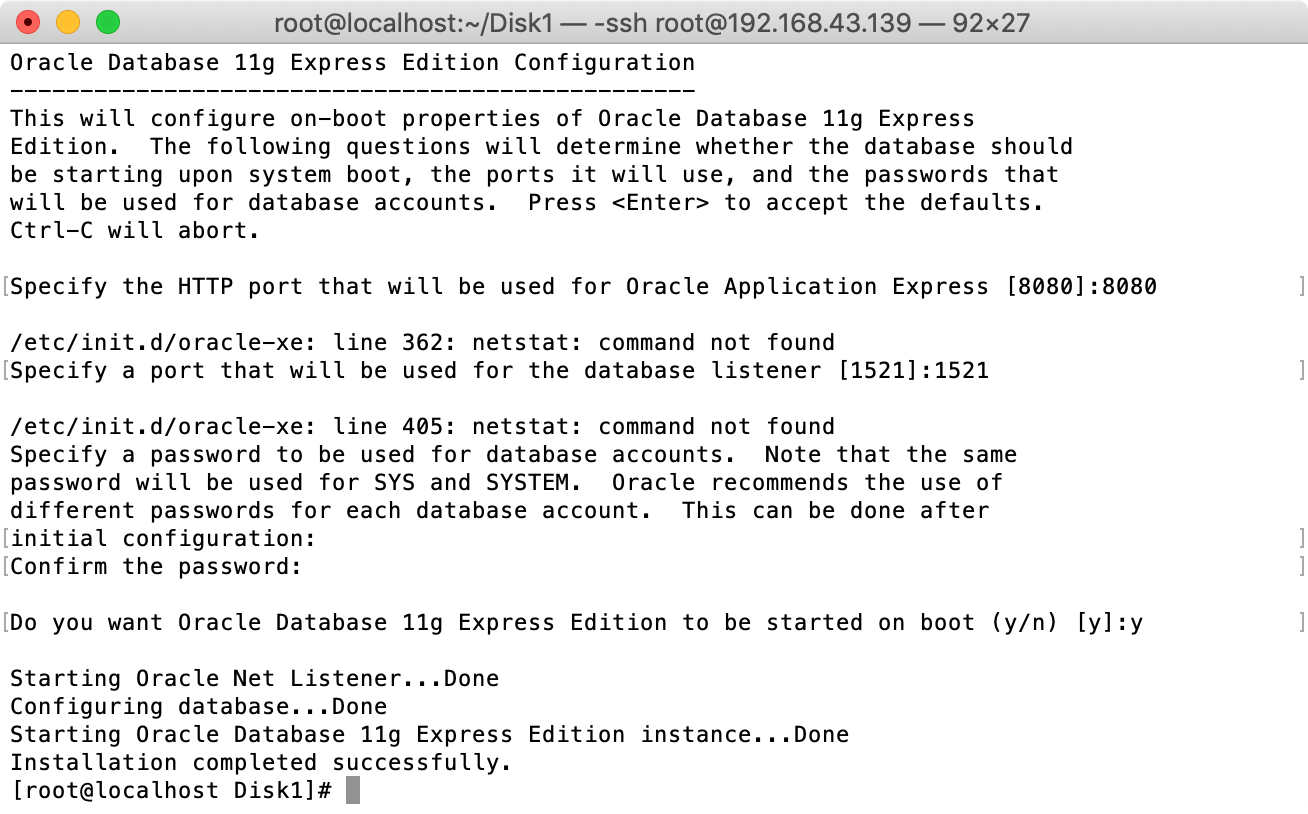 root@localhost:~/Disk1 — -ssh root@192.168.43.139 — 92×27
Oracle Database 11g Express Edition Configuration
-------------------------------------------------
This will configure on-boot properties of Oracle Database 11g Express
Edition.  The following questions will determine whether the database should
be starting upon system boot, the ports it will use, and the passwords that
will be used for database accounts.  Press <Enter> to accept the defaults.
Ctrl-C will abort.
[Specify the HTTP port that will be used for Oracle Application Express [8080]:8080 ]
/etc/init.d/oracle-xe: line 362: netstat: command not found
[Specify a port that will be used for the database listener [1521]:1521 ]
/etc/init.d/oracle-xe: line 405: netstat: command not found
Specify a password to be used for database accounts.  Note that the same
password will be used for SYS and SYSTEM.  Oracle recommends the use of
different passwords for each database account.  This can be done after
[initial configuration: ]
[Confirm the password: ]
[Do you want Oracle Database 11g Express Edition to be started on boot (y/n) [y]:y ]
Starting Oracle Net Listener...Done
Configuring database...Done
Starting Oracle Database 11g Express Edition instance...Done
Installation completed successfully.
[root@localhost Disk1]#